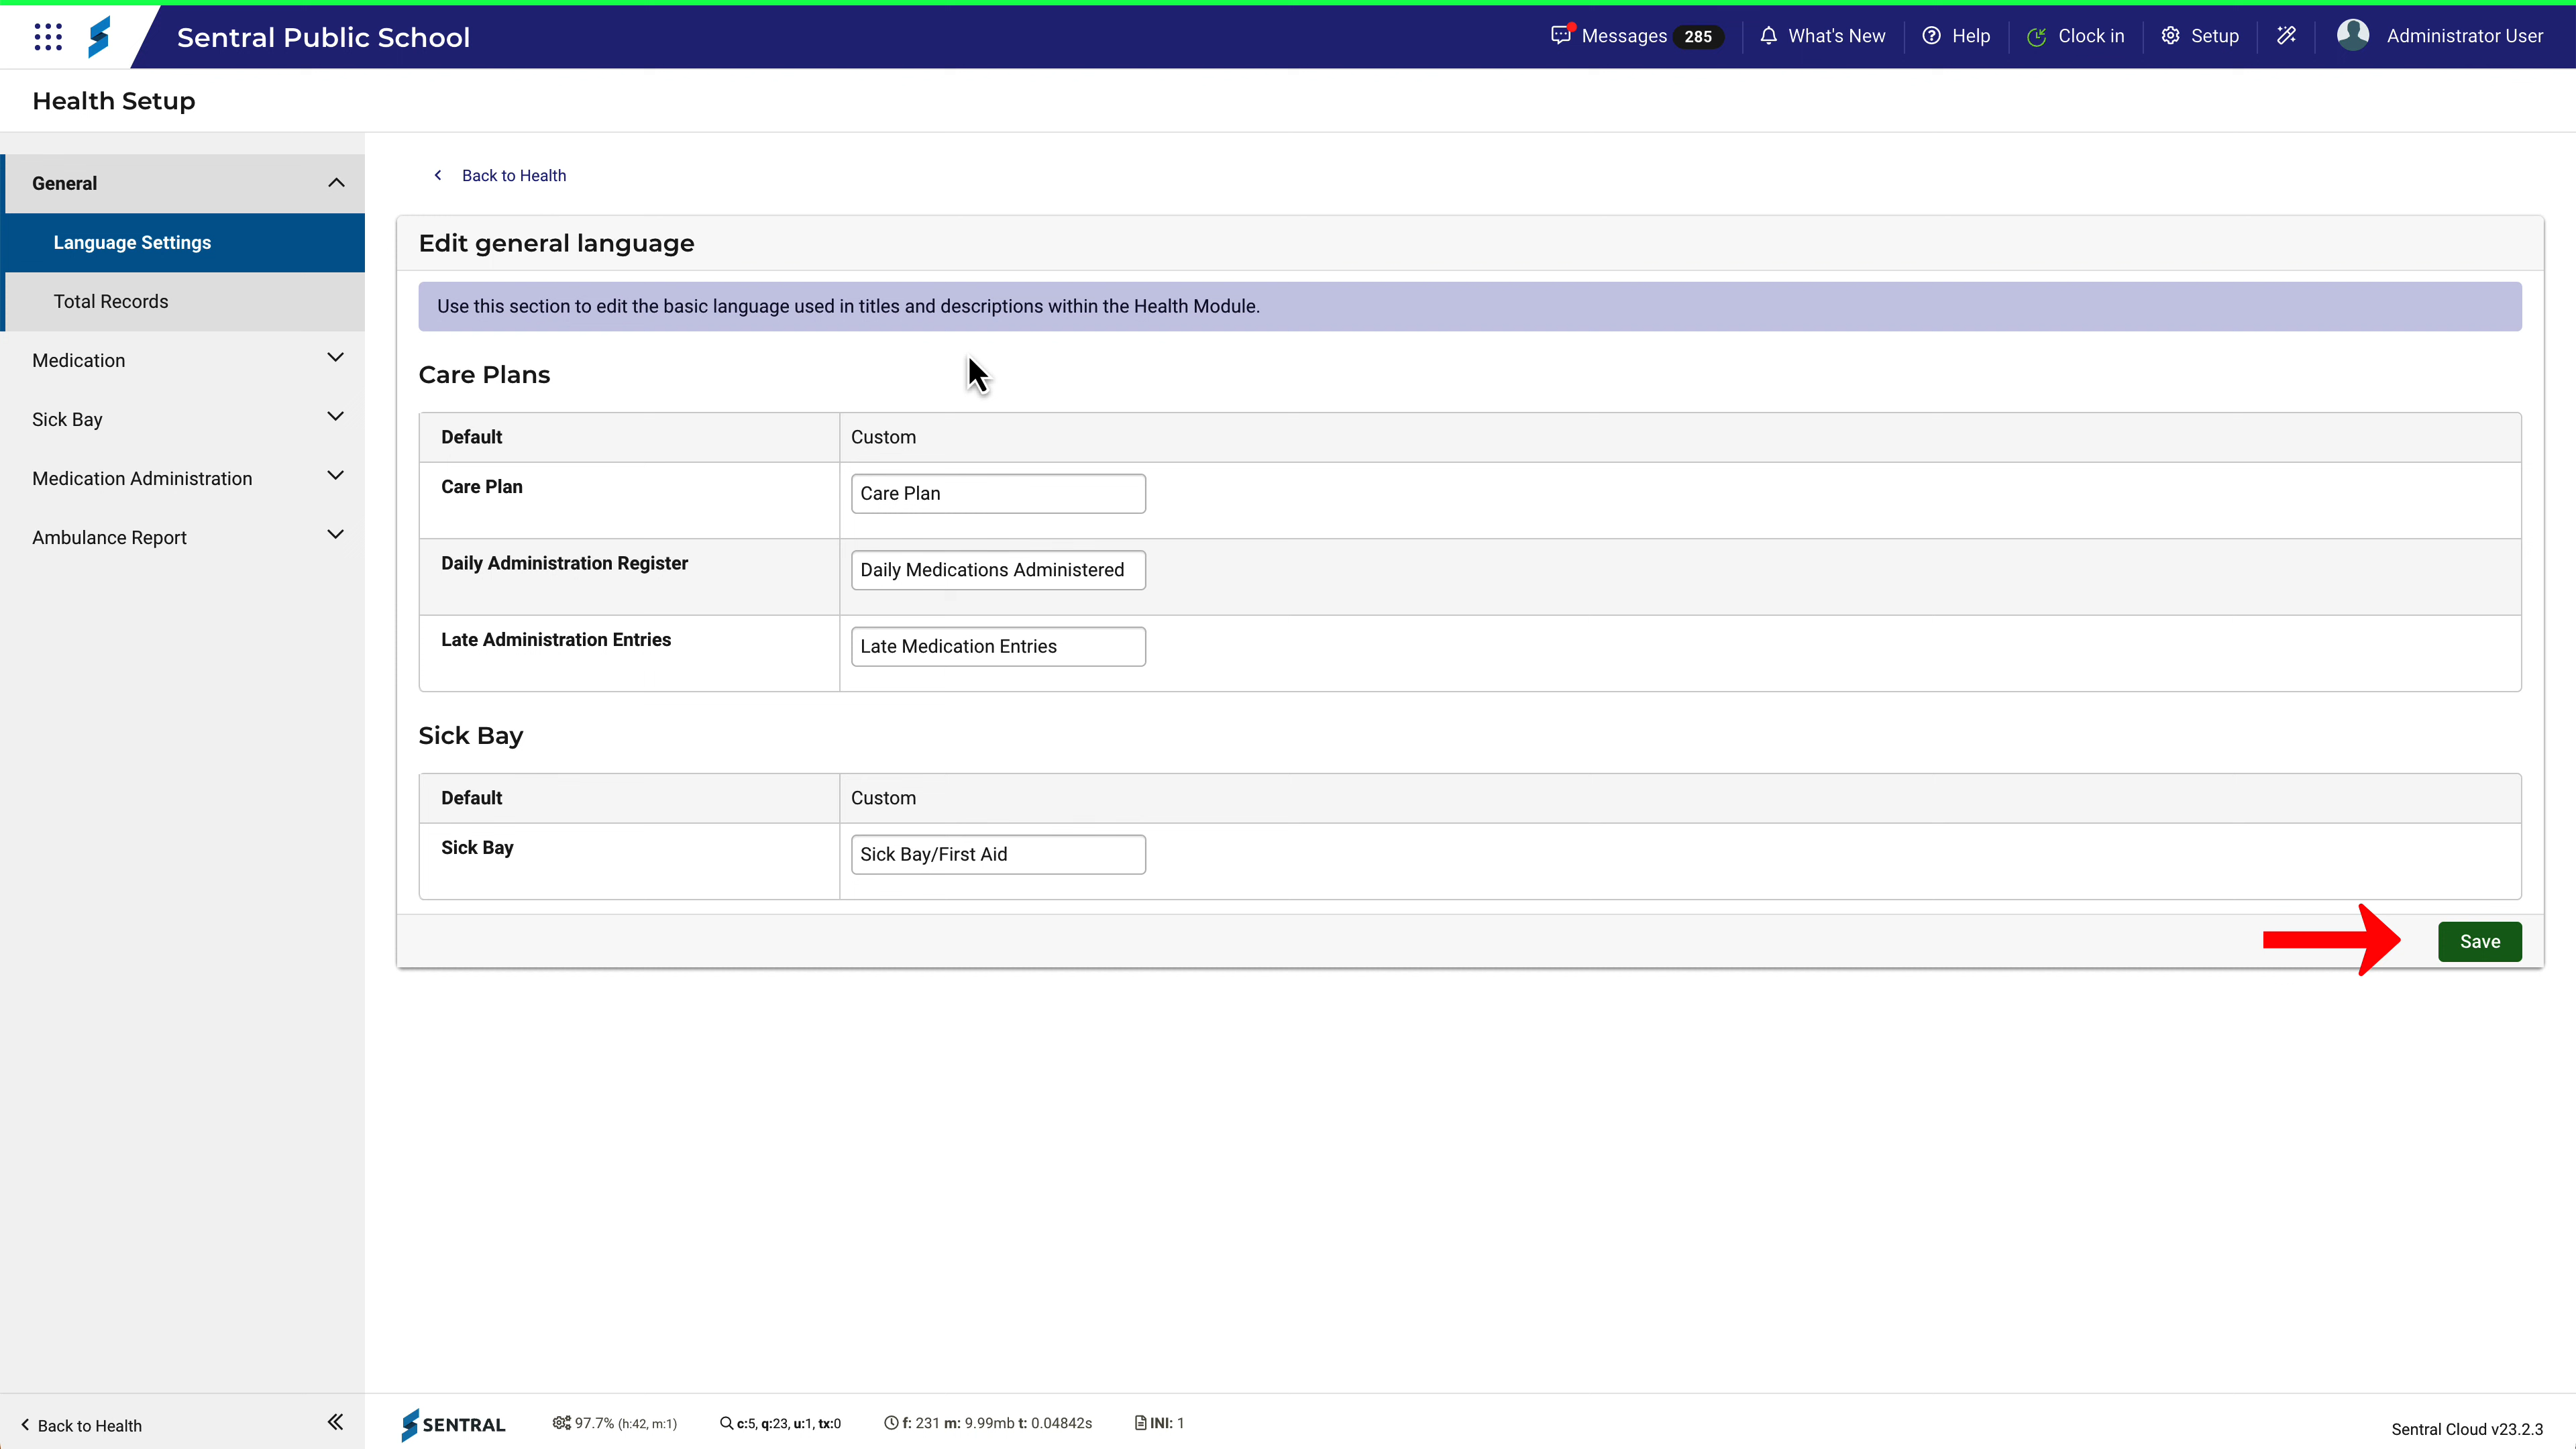 Sentral Public School
Messages 285
What's New
Help
Clock in
Setup
Administrator User
Health Setup
General
Language Settings
Total Records
Medication
Sick Bay
Medication Administration
Ambulance Report
Back to Health
Edit general language
Use this section to edit the basic language used in titles and descriptions within the Health Module.
Care Plans
Default Custom
Care Plan Care Plan
Daily Administration Register Daily Medications Administered
Late Administration Entries Late Medication Entries
Sick Bay
Default Custom
Sick Bay Sick Bay/First Aid
Save
Back to Health
SENTRAL
97.7% (h:42, m:1)
c:5, q:23, u:1, tx:0
f: 231 m: 9.99mb t: 0.04842s
INI: 1
Sentral Cloud v23.2.3